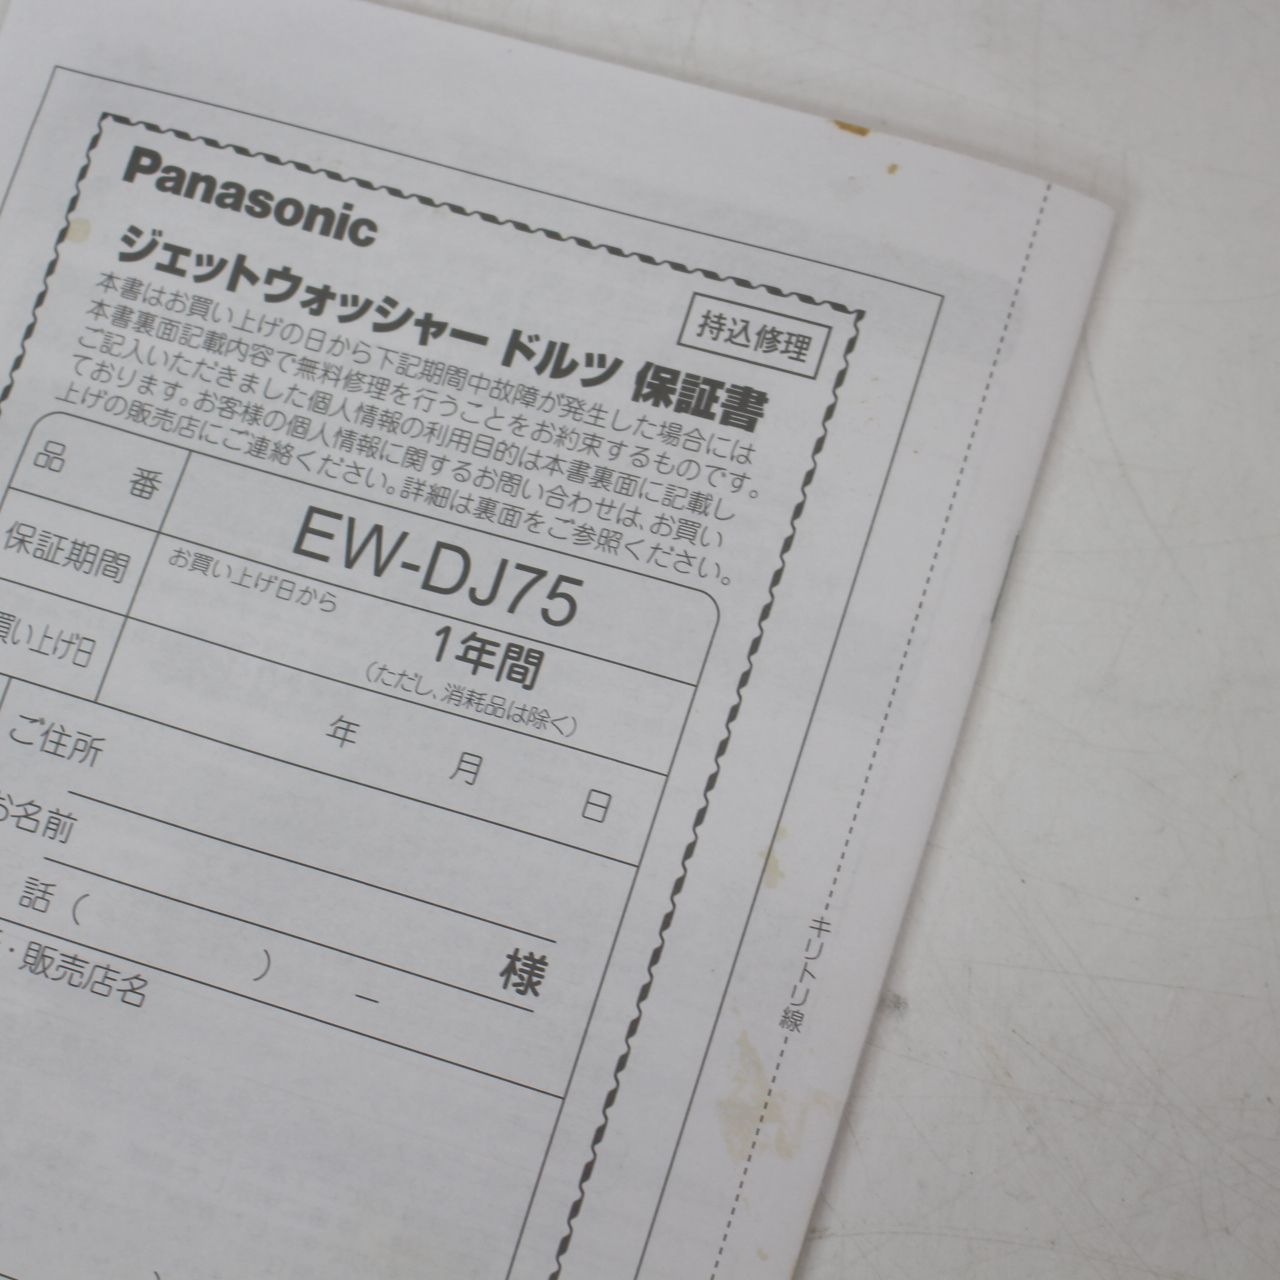 Panasonic
ジェットウォッシャー ドルツ 保証書
持込修理
本書はお買い上げの日から下記期間中故障が発生した場合には
本書裏面記載内容で無料修理を行うことをお約束するものです。
ご記入いただきました個人情報の利用目的は本書裏面に記載し
ております。お客様の個人情報に関するお問い合わせは、お買い
上げの販売店にご連絡ください。詳細は裏面をご参照ください。
品 番
EW-DJ75
保証期間
お買い上げ日から
1年間
(ただし、消耗品は除く)
買い上げ日
年 月 日
ご住所
お名前
様
話 ( ) －
・販売店名
キリトリ線